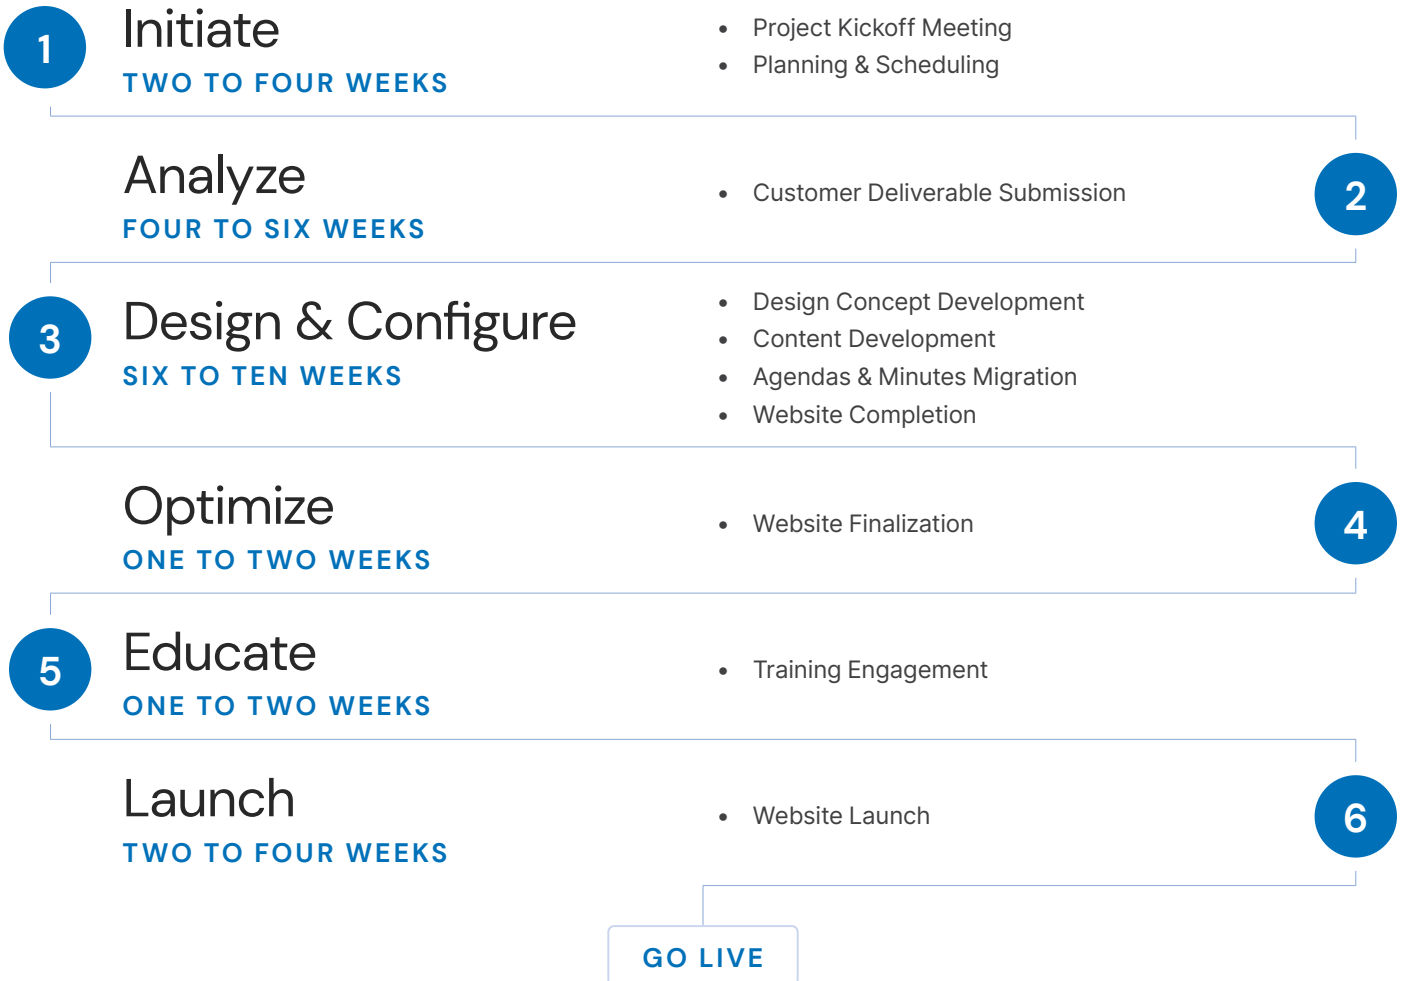 1
Initiate
TWO TO FOUR WEEKS
• Project Kickoff Meeting
• Planning & Scheduling
Analyze
FOUR TO SIX WEEKS
• Customer Deliverable Submission
2
3
Design & Configure
SIX TO TEN WEEKS
• Design Concept Development
• Content Development
• Agendas & Minutes Migration
• Website Completion
Optimize
ONE TO TWO WEEKS
• Website Finalization
4
5
Educate
ONE TO TWO WEEKS
• Training Engagement
Launch
TWO TO FOUR WEEKS
• Website Launch
6
GO LIVE